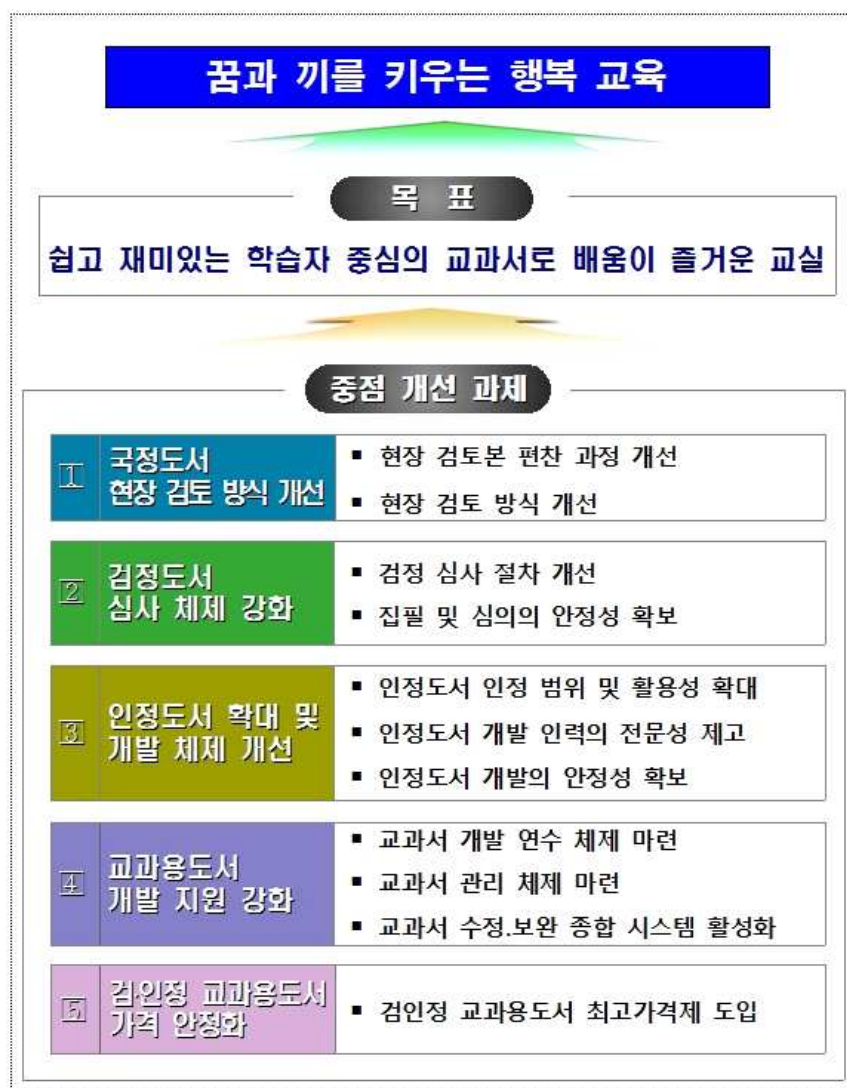 꿈과 끼를 키우는 행복 교육
목 표
쉽고 재미있는 학습자 중심의 교과서로 배움이 즐거운 교실
중점 개선 과제
1
국정도서
현장 검토 방식 개선
▪ 현장 검토본 편찬 과정 개선
▪ 현장 검토 방식 개선
2
검정도서
심사 체제 강화
▪ 검정 심사 절차 개선
▪ 집필 및 심의의 안정성 확보
3
인정도서 확대 및
개발 체제 개선
▪ 인정도서 인정 범위 및 활용성 확대
▪ 인정도서 개발 인력의 전문성 제고
▪ 인정도서 개발의 안정성 확보
4
교과용도서
개발 지원 강화
▪ 교과서 개발 연수 체제 마련
▪ 교과서 관리 체제 마련
▪ 교과서 수정.보완 종합 시스템 활성화
5
검·인정 교과용도서
가격 안정화
▪ 검인정 교과용도서 최고가격제 도입